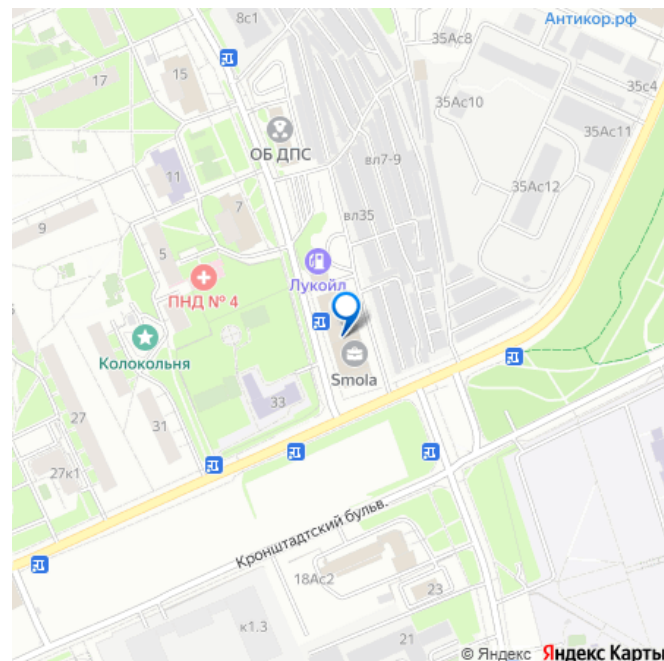 Антикор.рф
8с1
35Ас8
17
15
35с4
35Ас10
ОБ ДПС
35Ас11
вл7-9
11
35Ас12
7
9
вл35
5
Лукойл
ПНД № 4
Колокольня
Smola
33
27
31
27к1
Кронштадтский бульв.
18Ас2
23
к1.3
21
© Яндекс Яндекс Карты